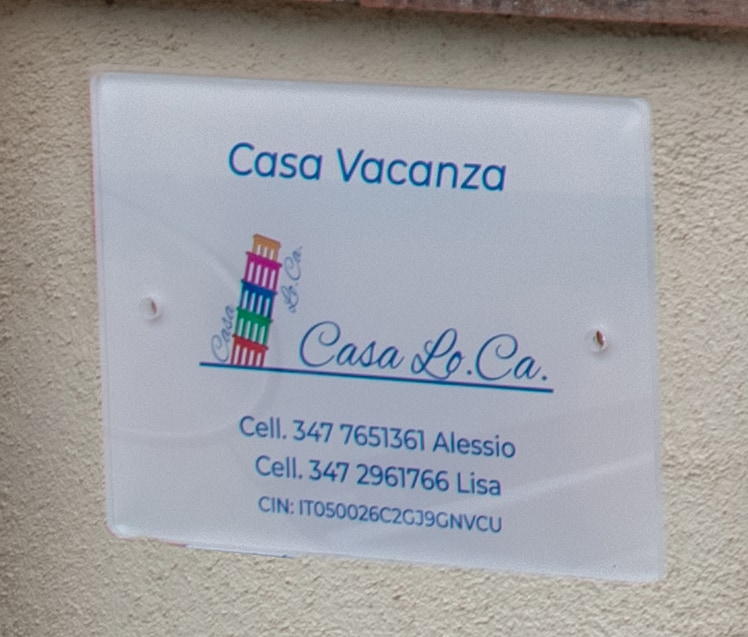 Casa Vacanza
Casa
Lo.Ca.
Casa Lo.Ca.
Cell. 347 7651361 Alessio
Cell. 347 2961766 Lisa
CIN: IT050026C2GJ9GNVCU